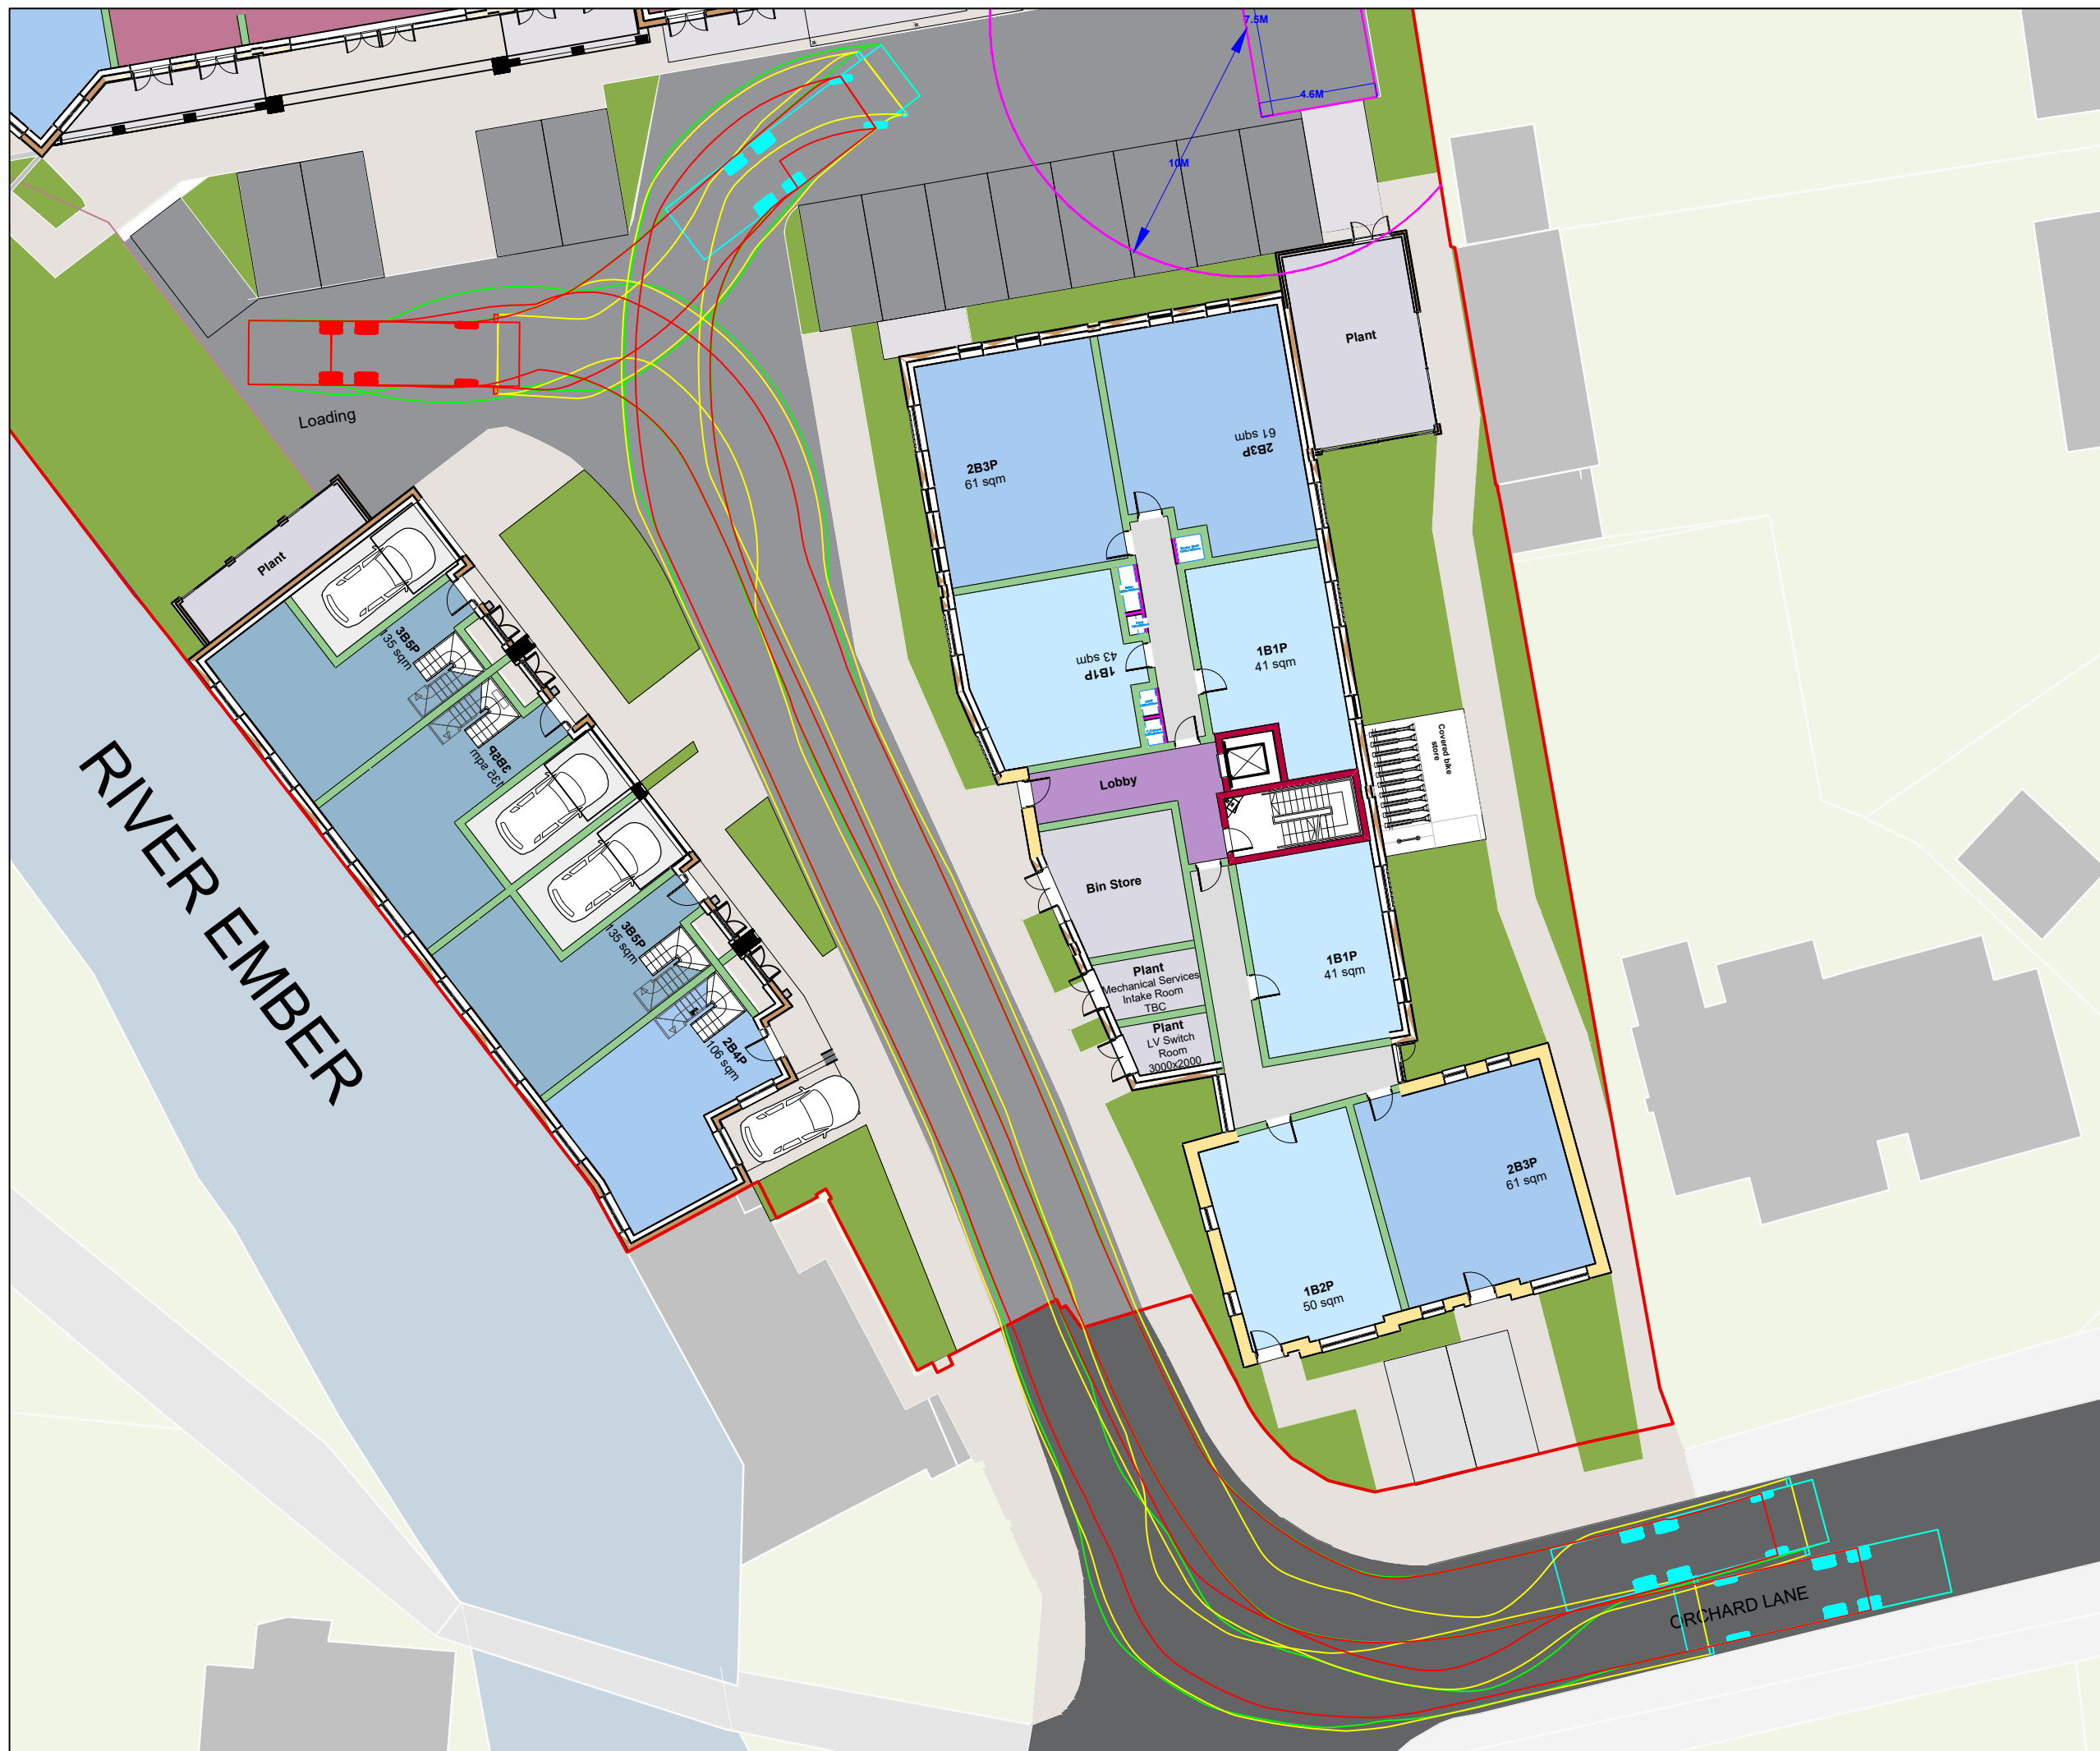 7.5M
4.6M
10M
Plant
Loading
2B3P
61 sqm
2B3P
61 sqm
Plant
3B5P
135 sqm
3B5P
135 sqm
1B1P
43 sqm
1B1P
41 sqm
Covered bike
store
Lobby
RIVER EMBER
Bin Store
3B5P
135 sqm
1B1P
41 sqm
Plant
Mechanical Services
Intake Room
TBC
Plant
LV Switch
Room
3000x2000
2B4P
106 sqm
2B3P
61 sqm
1B2P
50 sqm
ORCHARD LANE